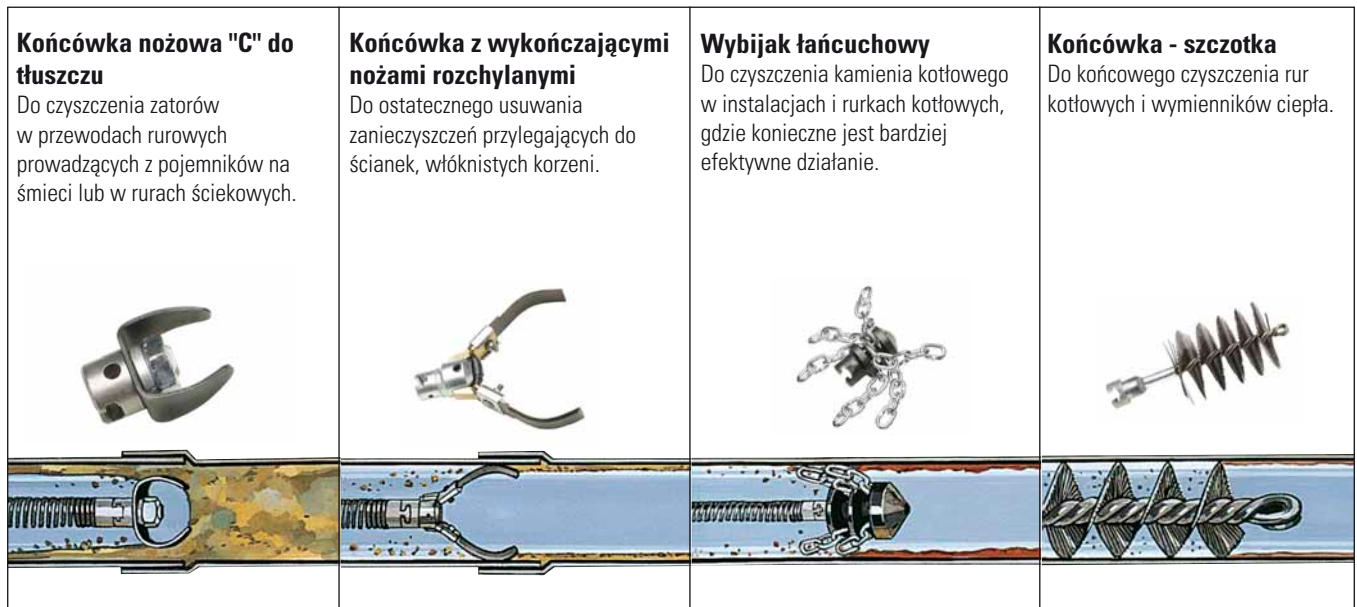 Końcówka nożowa "C" do
tłuszczu
Do czyszczenia zatorów
w przewodach rurowych
prowadzących z pojemników na
śmieci lub w rurach ściekowych.
Końcówka z wykończającymi
nożami rozchylanymi
Do ostatecznego usuwania
zanieczyszczeń przylegających do
ścianek, włóknistych korzeni.
Wybijak łańcuchowy
Do czyszczenia kamienia kotłowego
w instalacjach i rurkach kotłowych,
gdzie konieczne jest bardziej
efektywne działanie.
Końcówka - szczotka
Do końcowego czyszczenia rur
kotłowych i wymienników ciepła.